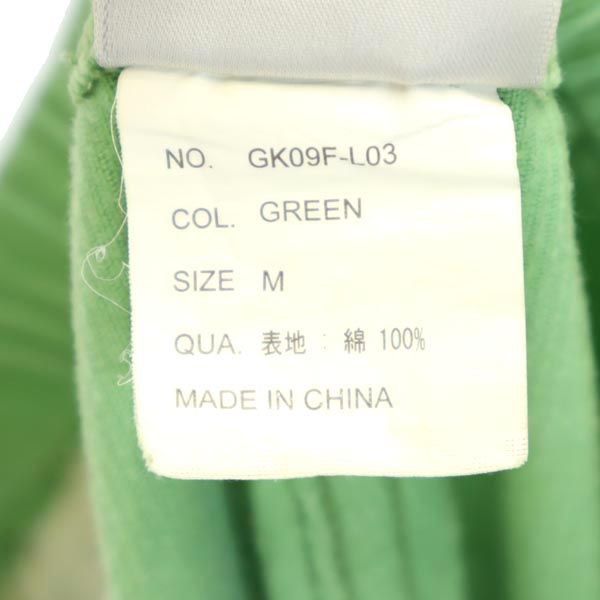 NO. GK09F-L03
COL. GREEN
SIZE M
QUA. 表地 : 綿 100%
MADE IN CHINA